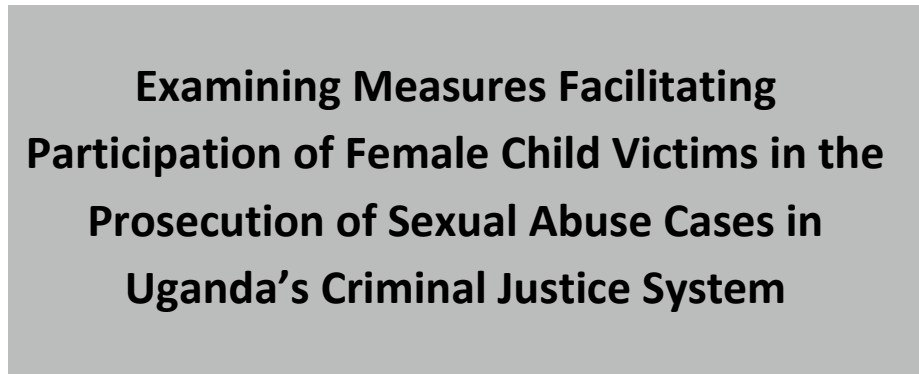 Examining Measures Facilitating
Participation of Female Child Victims in the
Prosecution of Sexual Abuse Cases in
Uganda’s Criminal Justice System